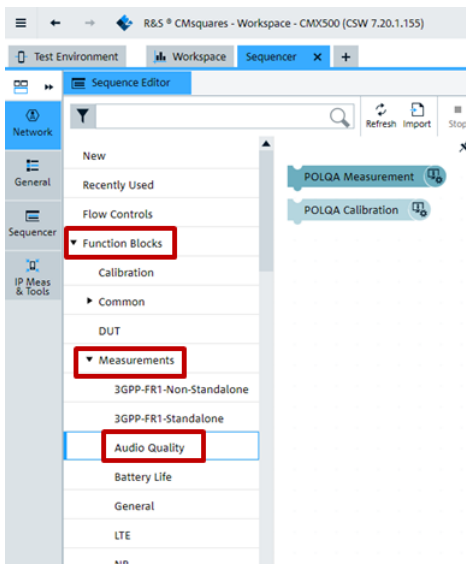 R&S ® CMsquares - Workspace - CMX500 (CSW 7.20.1.155)
Test Environment
Workspace
Sequencer
Sequence Editor
Network
General
Sequencer
IP Meas
& Tools
Refresh
Import
Stop
New
Recently Used
Flow Controls
Function Blocks
Calibration
Common
DUT
Measurements
3GPP-FR1-Non-Standalone
3GPP-FR1-Standalone
Audio Quality
Battery Life
General
LTE
POLQA Measurement
POLQA Calibration